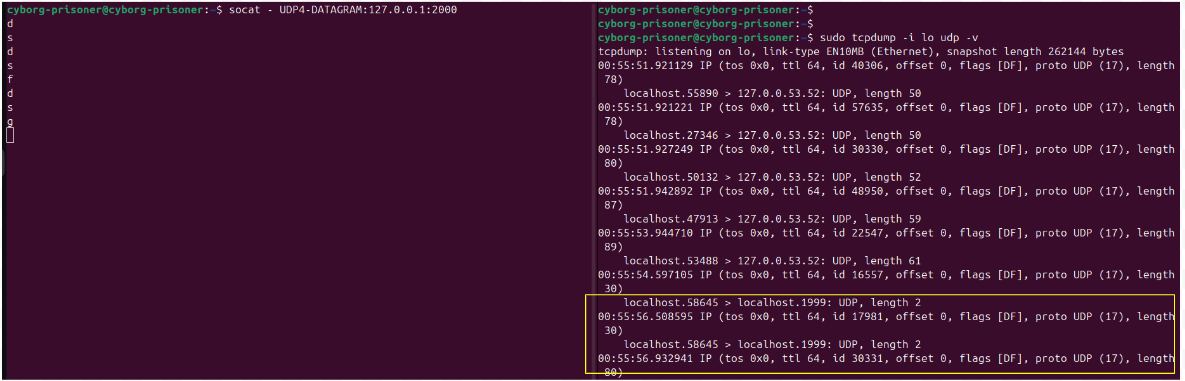 cyborg-prisoner@cyborg-prisoner:~$ socat - UDP4-DATAGRAM:127.0.0.1:2000
d
s
d
s
f
d
s
g
cyborg-prisoner@cyborg-prisoner:~$
cyborg-prisoner@cyborg-prisoner:~$
cyborg-prisoner@cyborg-prisoner:~$ sudo tcpdump -i lo udp -v
tcpdump: listening on lo, link-type EN10MB (Ethernet), snapshot length 262144 bytes
00:55:51.921129 IP (tos 0x0, ttl 64, id 40306, offset 0, flags [DF], proto UDP (17), length
78)
localhost.55890 > 127.0.0.53.52: UDP, length 50
00:55:51.921221 IP (tos 0x0, ttl 64, id 57635, offset 0, flags [DF], proto UDP (17), length
78)
localhost.27346 > 127.0.0.53.52: UDP, length 50
00:55:51.927249 IP (tos 0x0, ttl 64, id 30330, offset 0, flags [DF], proto UDP (17), length
80)
localhost.50132 > 127.0.0.53.52: UDP, length 52
00:55:51.942892 IP (tos 0x0, ttl 64, id 48950, offset 0, flags [DF], proto UDP (17), length
87)
localhost.47913 > 127.0.0.53.52: UDP, length 59
00:55:53.944710 IP (tos 0x0, ttl 64, id 22547, offset 0, flags [DF], proto UDP (17), length
89)
localhost.53488 > 127.0.0.53.52: UDP, length 61
00:55:54.597105 IP (tos 0x0, ttl 64, id 16557, offset 0, flags [DF], proto UDP (17), length
30)
localhost.58645 > localhost.1999: UDP, length 2
00:55:56.508595 IP (tos 0x0, ttl 64, id 17981, offset 0, flags [DF], proto UDP (17), length
30)
localhost.58645 > localhost.1999: UDP, length 2
00:55:56.932941 IP (tos 0x0, ttl 64, id 30331, offset 0, flags [DF], proto UDP (17), length
80)